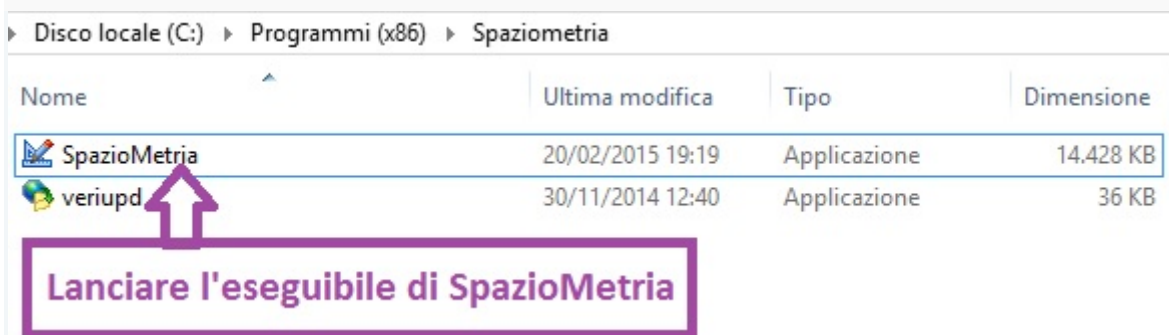 Disco locale (C:) Programmi (x86) Spaziometria
Nome Ultima modifica Tipo Dimensione
SpazioMetria 20/02/2015 19:19 Applicazione 14.428 KB
veriupd 30/11/2014 12:40 Applicazione 36 KB
Lanciare l'eseguibile di SpazioMetria